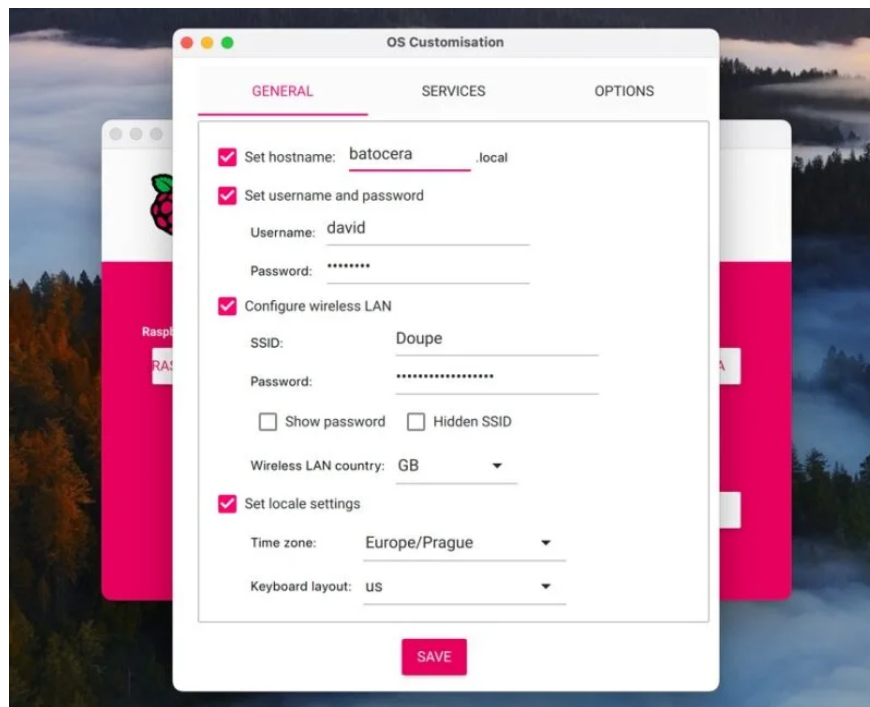 OS Customisation
GENERAL SERVICES OPTIONS
Set hostname: batocera .local
Set username and password
Username: david
Password: ••••••••
Configure wireless LAN
SSID: Doupe
Password: ••••••••••••••••••
Show password Hidden SSID
Wireless LAN country: GB
Set locale settings
Time zone: Europe/Prague
Keyboard layout: us
SAVE
Raspb
RAS
A